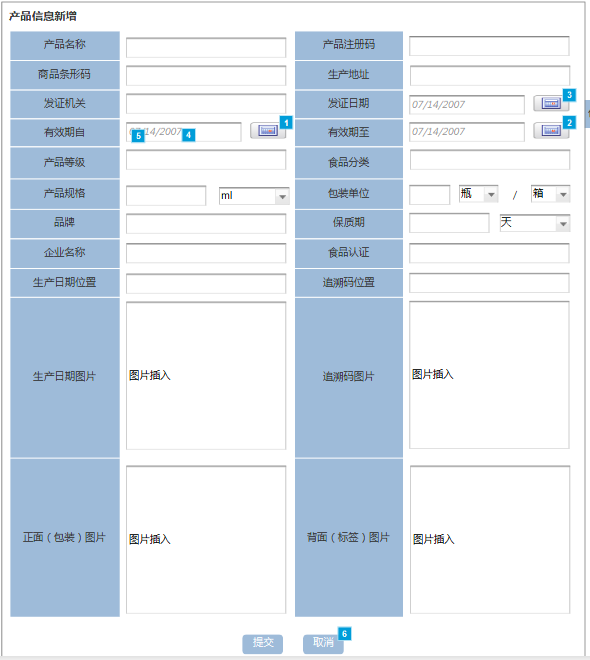 产品信息新增
产品名称 产品注册码
商品条形码 生产地址
发证机关 发证日期 07/14/2007 3
有效期自 07/14/2007 5 4 1 有效期至 07/14/2007 2
产品等级 食品分类
产品规格 ml 包装单位 瓶 / 箱
品牌 保质期 天
企业名称 食品认证
生产日期位置 追溯码位置
生产日期图片 图片插入 追溯码图片 图片插入
正面（包装）图片 图片插入 背面（标签）图片 图片插入
提交 取消 6